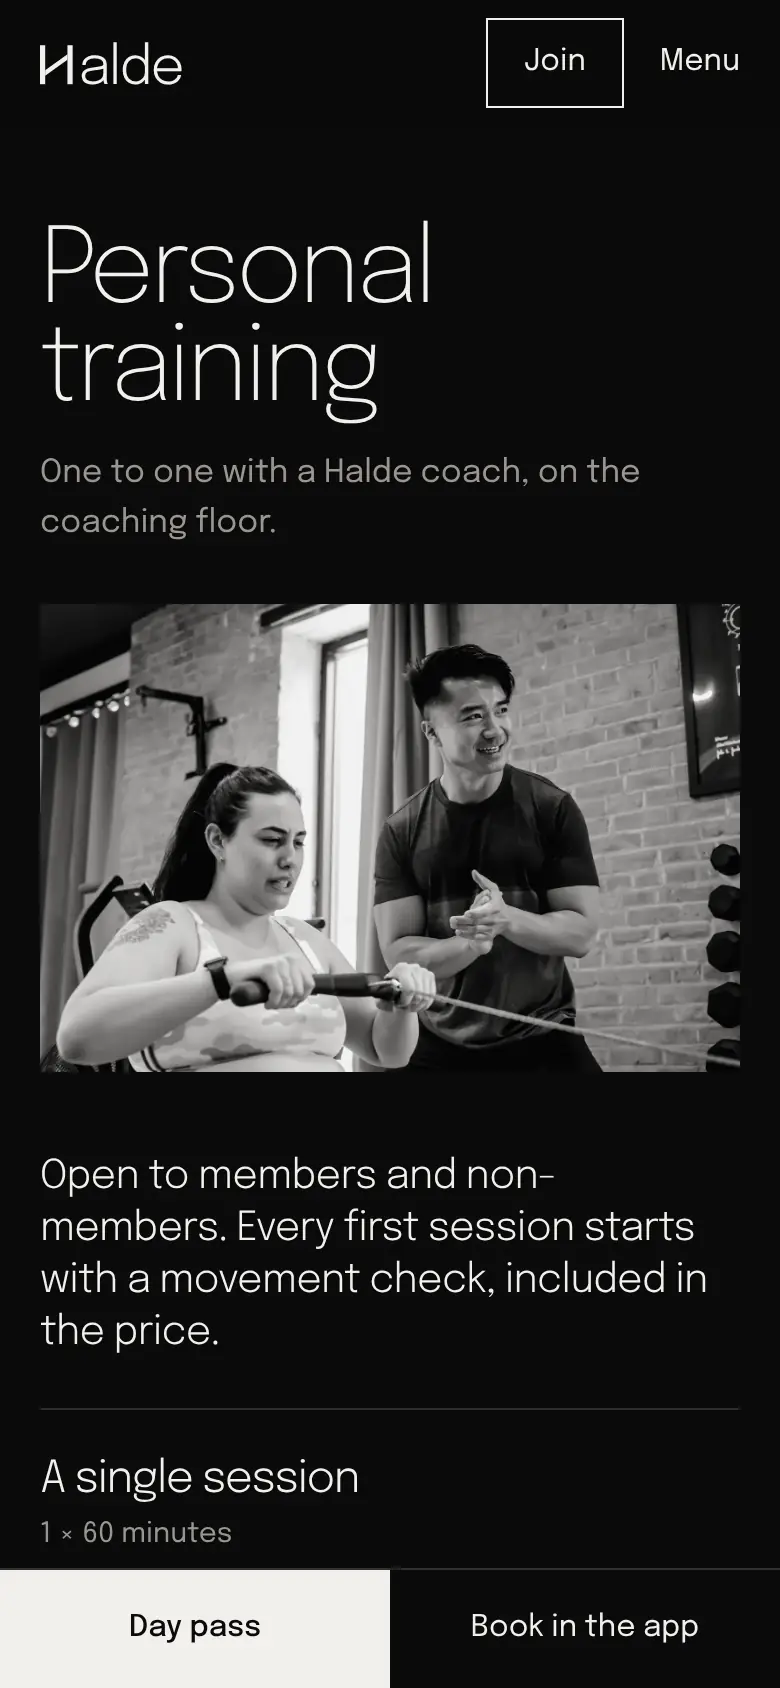 Halde
Join
Menu
Personal
training
One to one with a Halde coach, on the
coaching floor.
Open to members and non-
members. Every first session starts
with a movement check, included in
the price.
A single session
1 × 60 minutes
Day pass
Book in the app